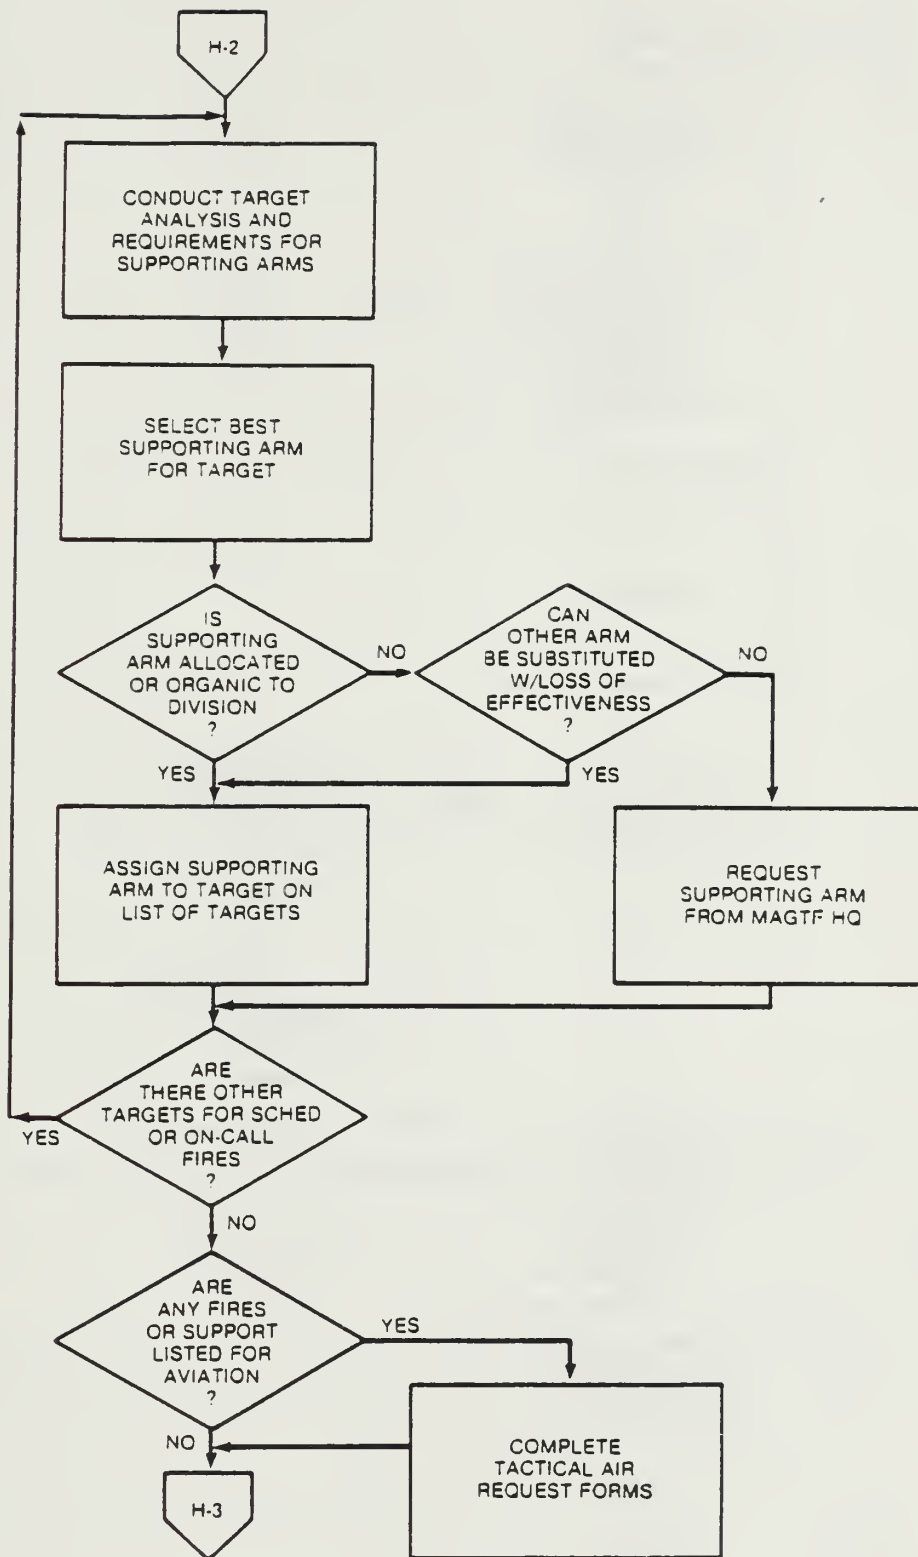 H-2
CONDUCT TARGET
ANALYSIS AND
REQUIREMENTS FOR
SUPPORTING ARMS
SELECT BEST
SUPPORTING ARM
FOR TARGET
IS
SUPPORTING
ARM ALLOCATED
OR ORGANIC TO
DIVISION
?
NO
CAN
OTHER ARM
BE SUBSTITUTED
W/LOSS OF
EFFECTIVENESS
?
NO
YES
YES
ASSIGN SUPPORTING
ARM TO TARGET ON
LIST OF TARGETS
REQUEST
SUPPORTING ARM
FROM MAGTF HQ
ARE
THERE OTHER
TARGETS FOR SCHED
OR ON-CALL
FIRES
?
YES
NO
ARE
ANY FIRES
OR SUPPORT
LISTED FOR
AVIATION
?
YES
NO
COMPLETE
TACTICAL AIR
REQUEST FORMS
H-3